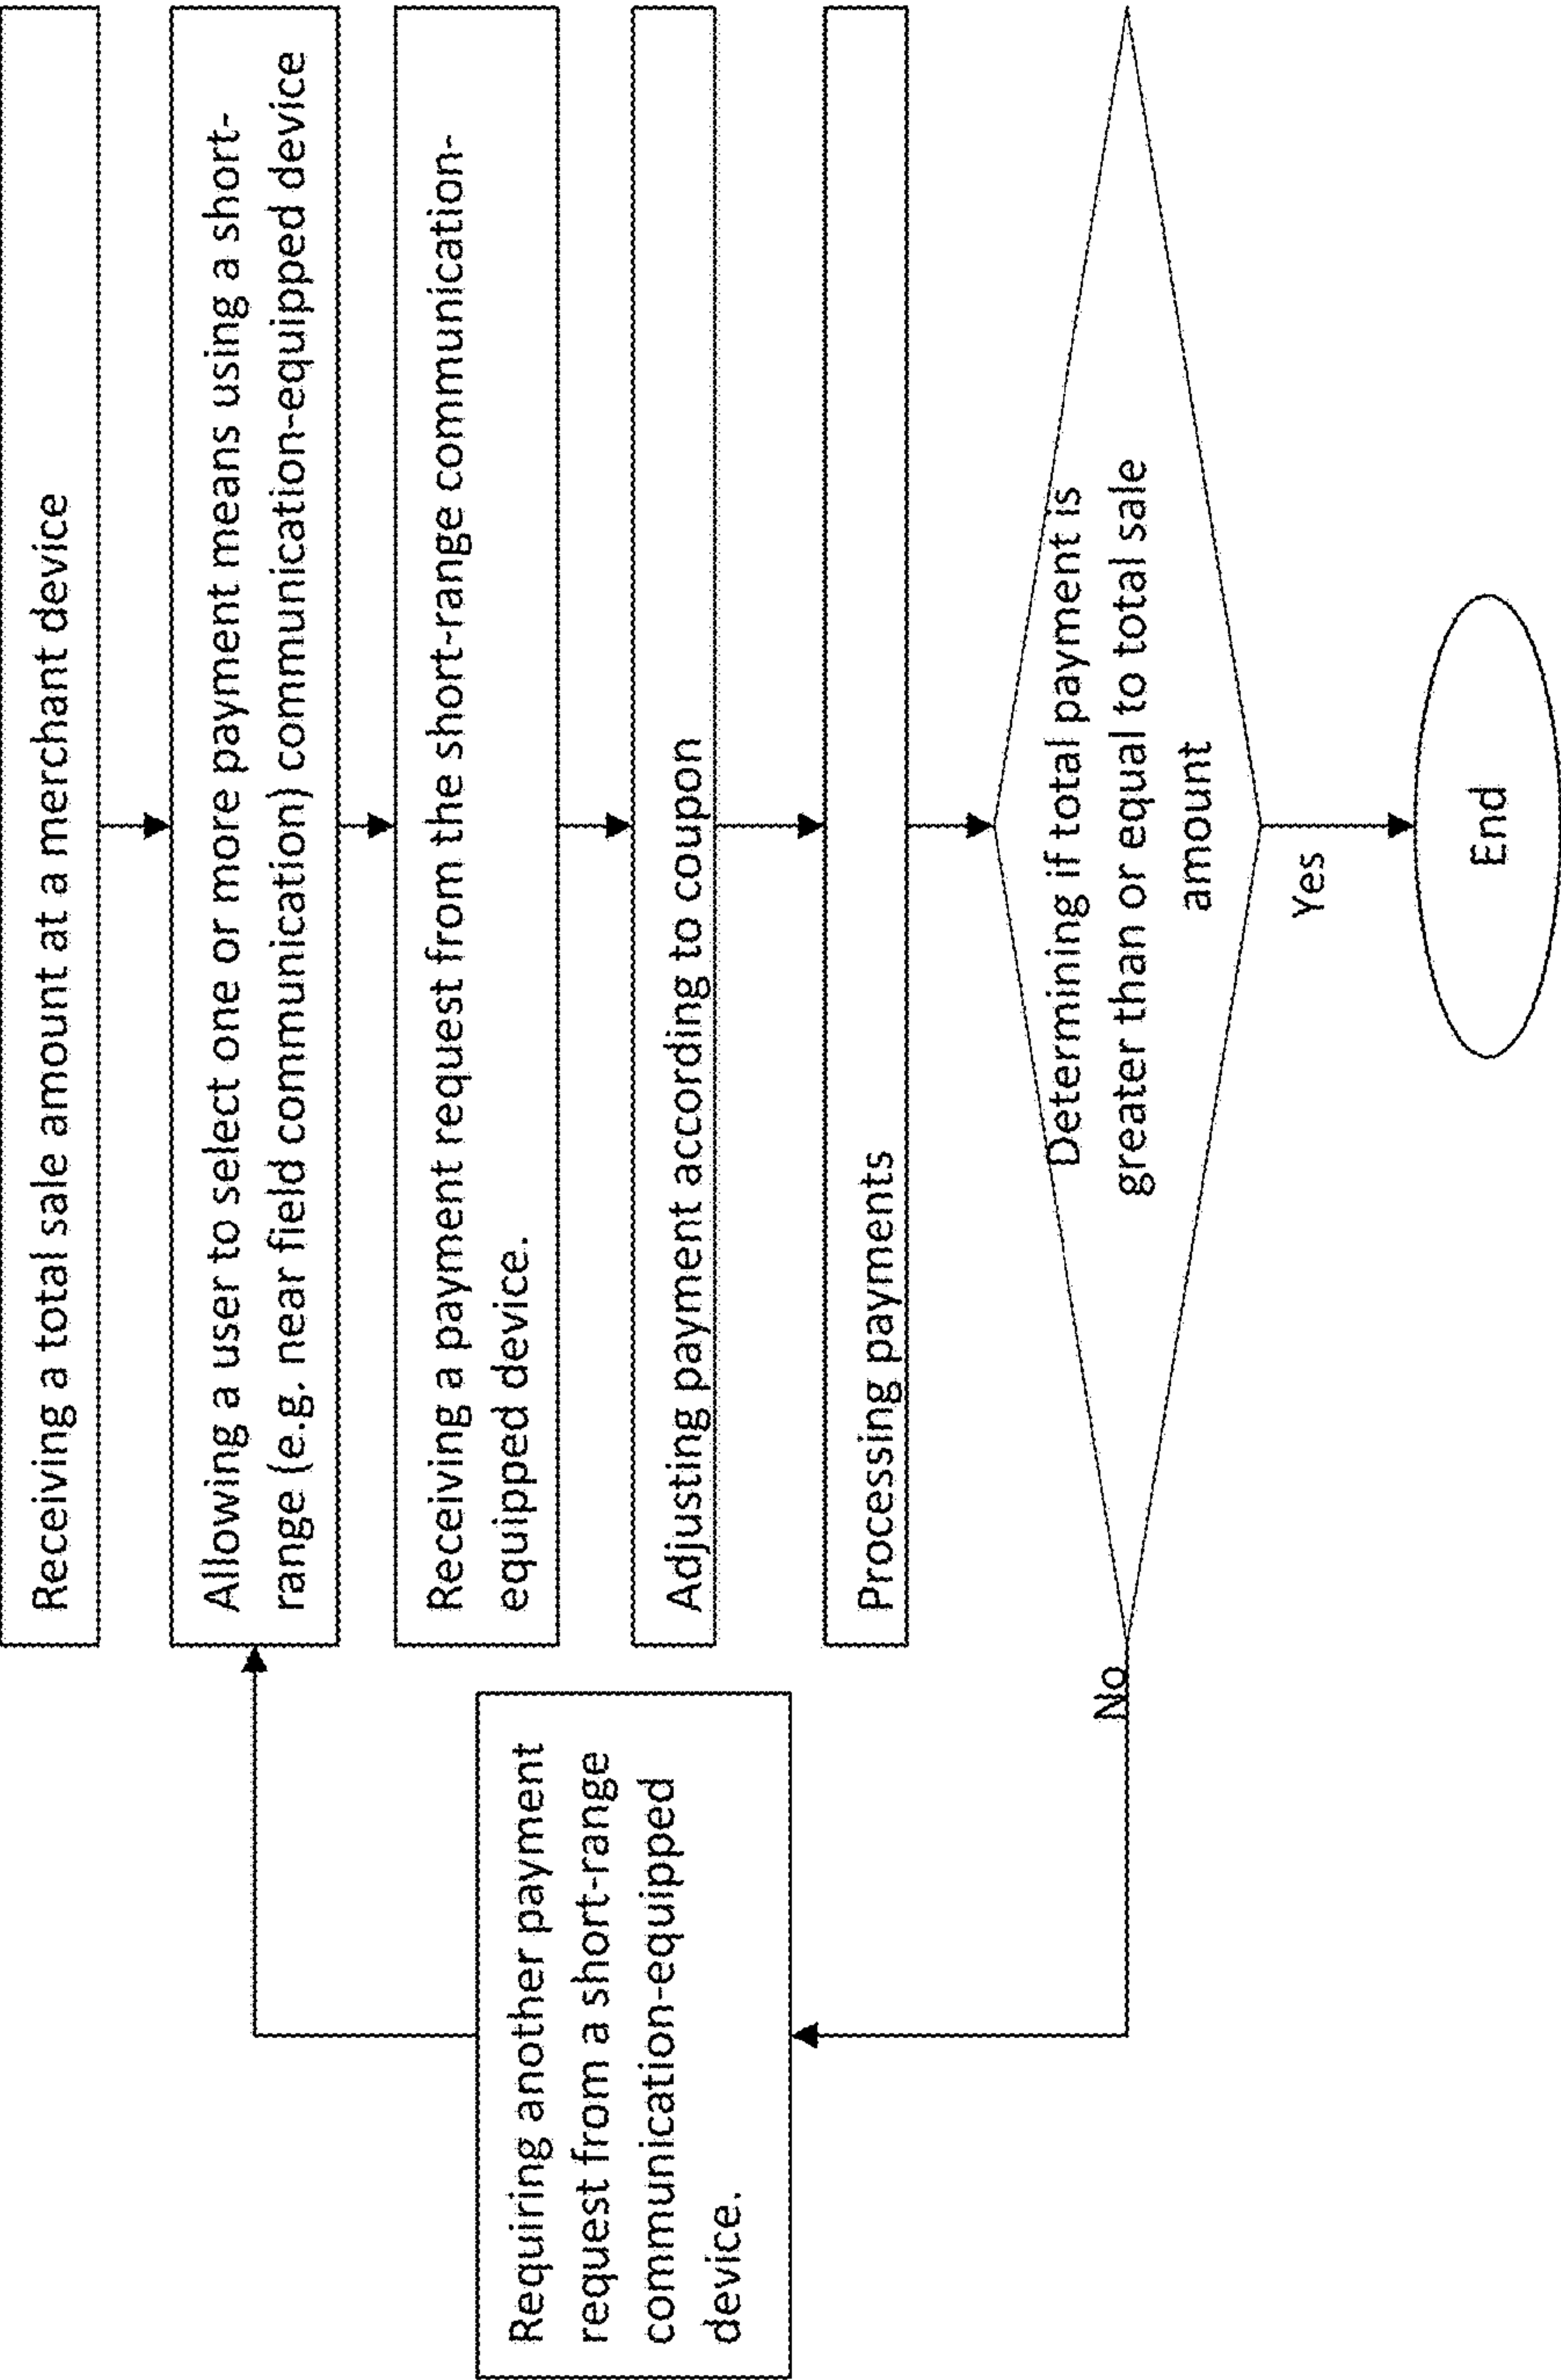 Receiving a total sale amount at a merchant device
Allowing a user to select one or more payment means using a short-
range (e.g. near field communication) communication-equipped device
Receiving a payment request from the short-range communication-
equipped device.
Adjusting payment according to coupon
Processing payments
Determining if total payment is
greater than or equal to total sale
amount
Yes
End
No
Requiring another payment
request from a short-range
communication-equipped
device.